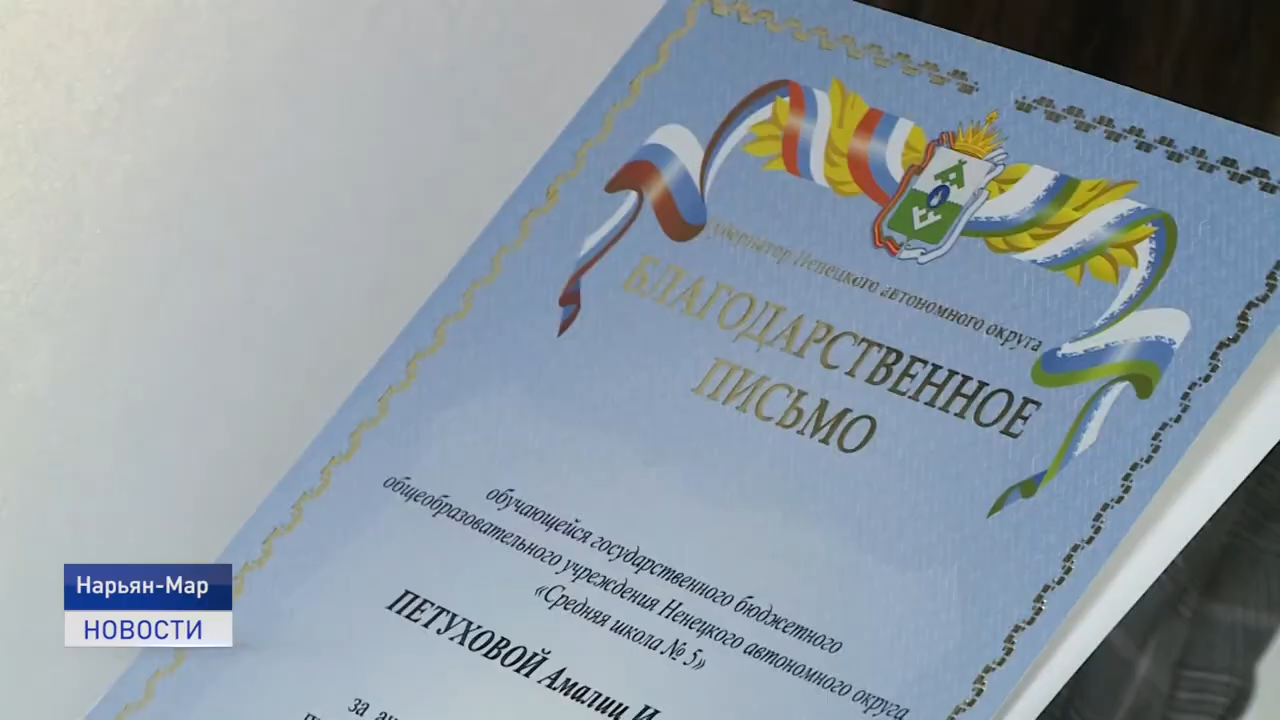 Губернатор Ненецкого автономного округа
БЛАГОДАРСТВЕННОЕ
ПИСЬМО
обучающейся государственного бюджетного
общеобразовательного учреждения Ненецкого автономного округа
«Средняя школа № 5»
ПЕТУХОВОЙ Амалии И
за
Нарьян-Мар
НОВОСТИ